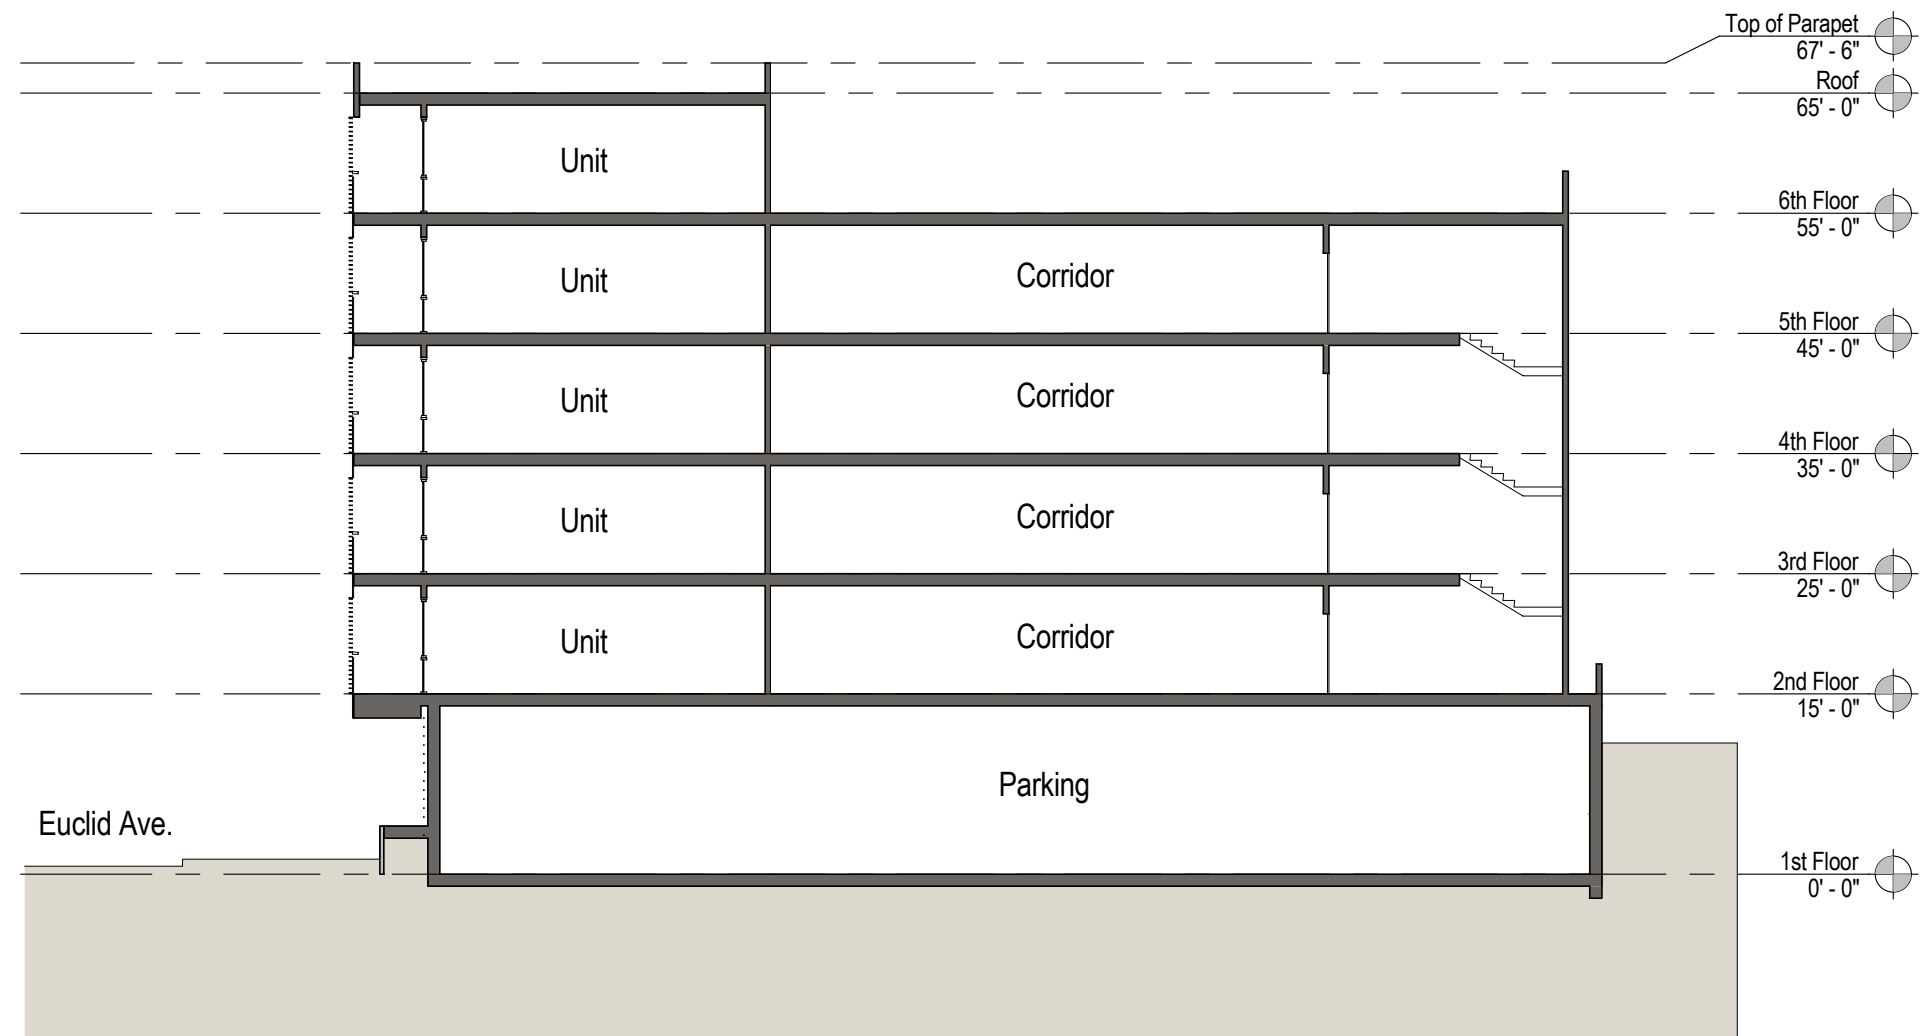 Top of Parapet
67' - 6"
Roof
65' - 0"
Unit
6th Floor
55' - 0"
Unit
Corridor
5th Floor
45' - 0"
Unit
Corridor
4th Floor
35' - 0"
Unit
Corridor
3rd Floor
25' - 0"
Unit
Corridor
2nd Floor
15' - 0"
Parking
Euclid Ave.
1st Floor
0' - 0"